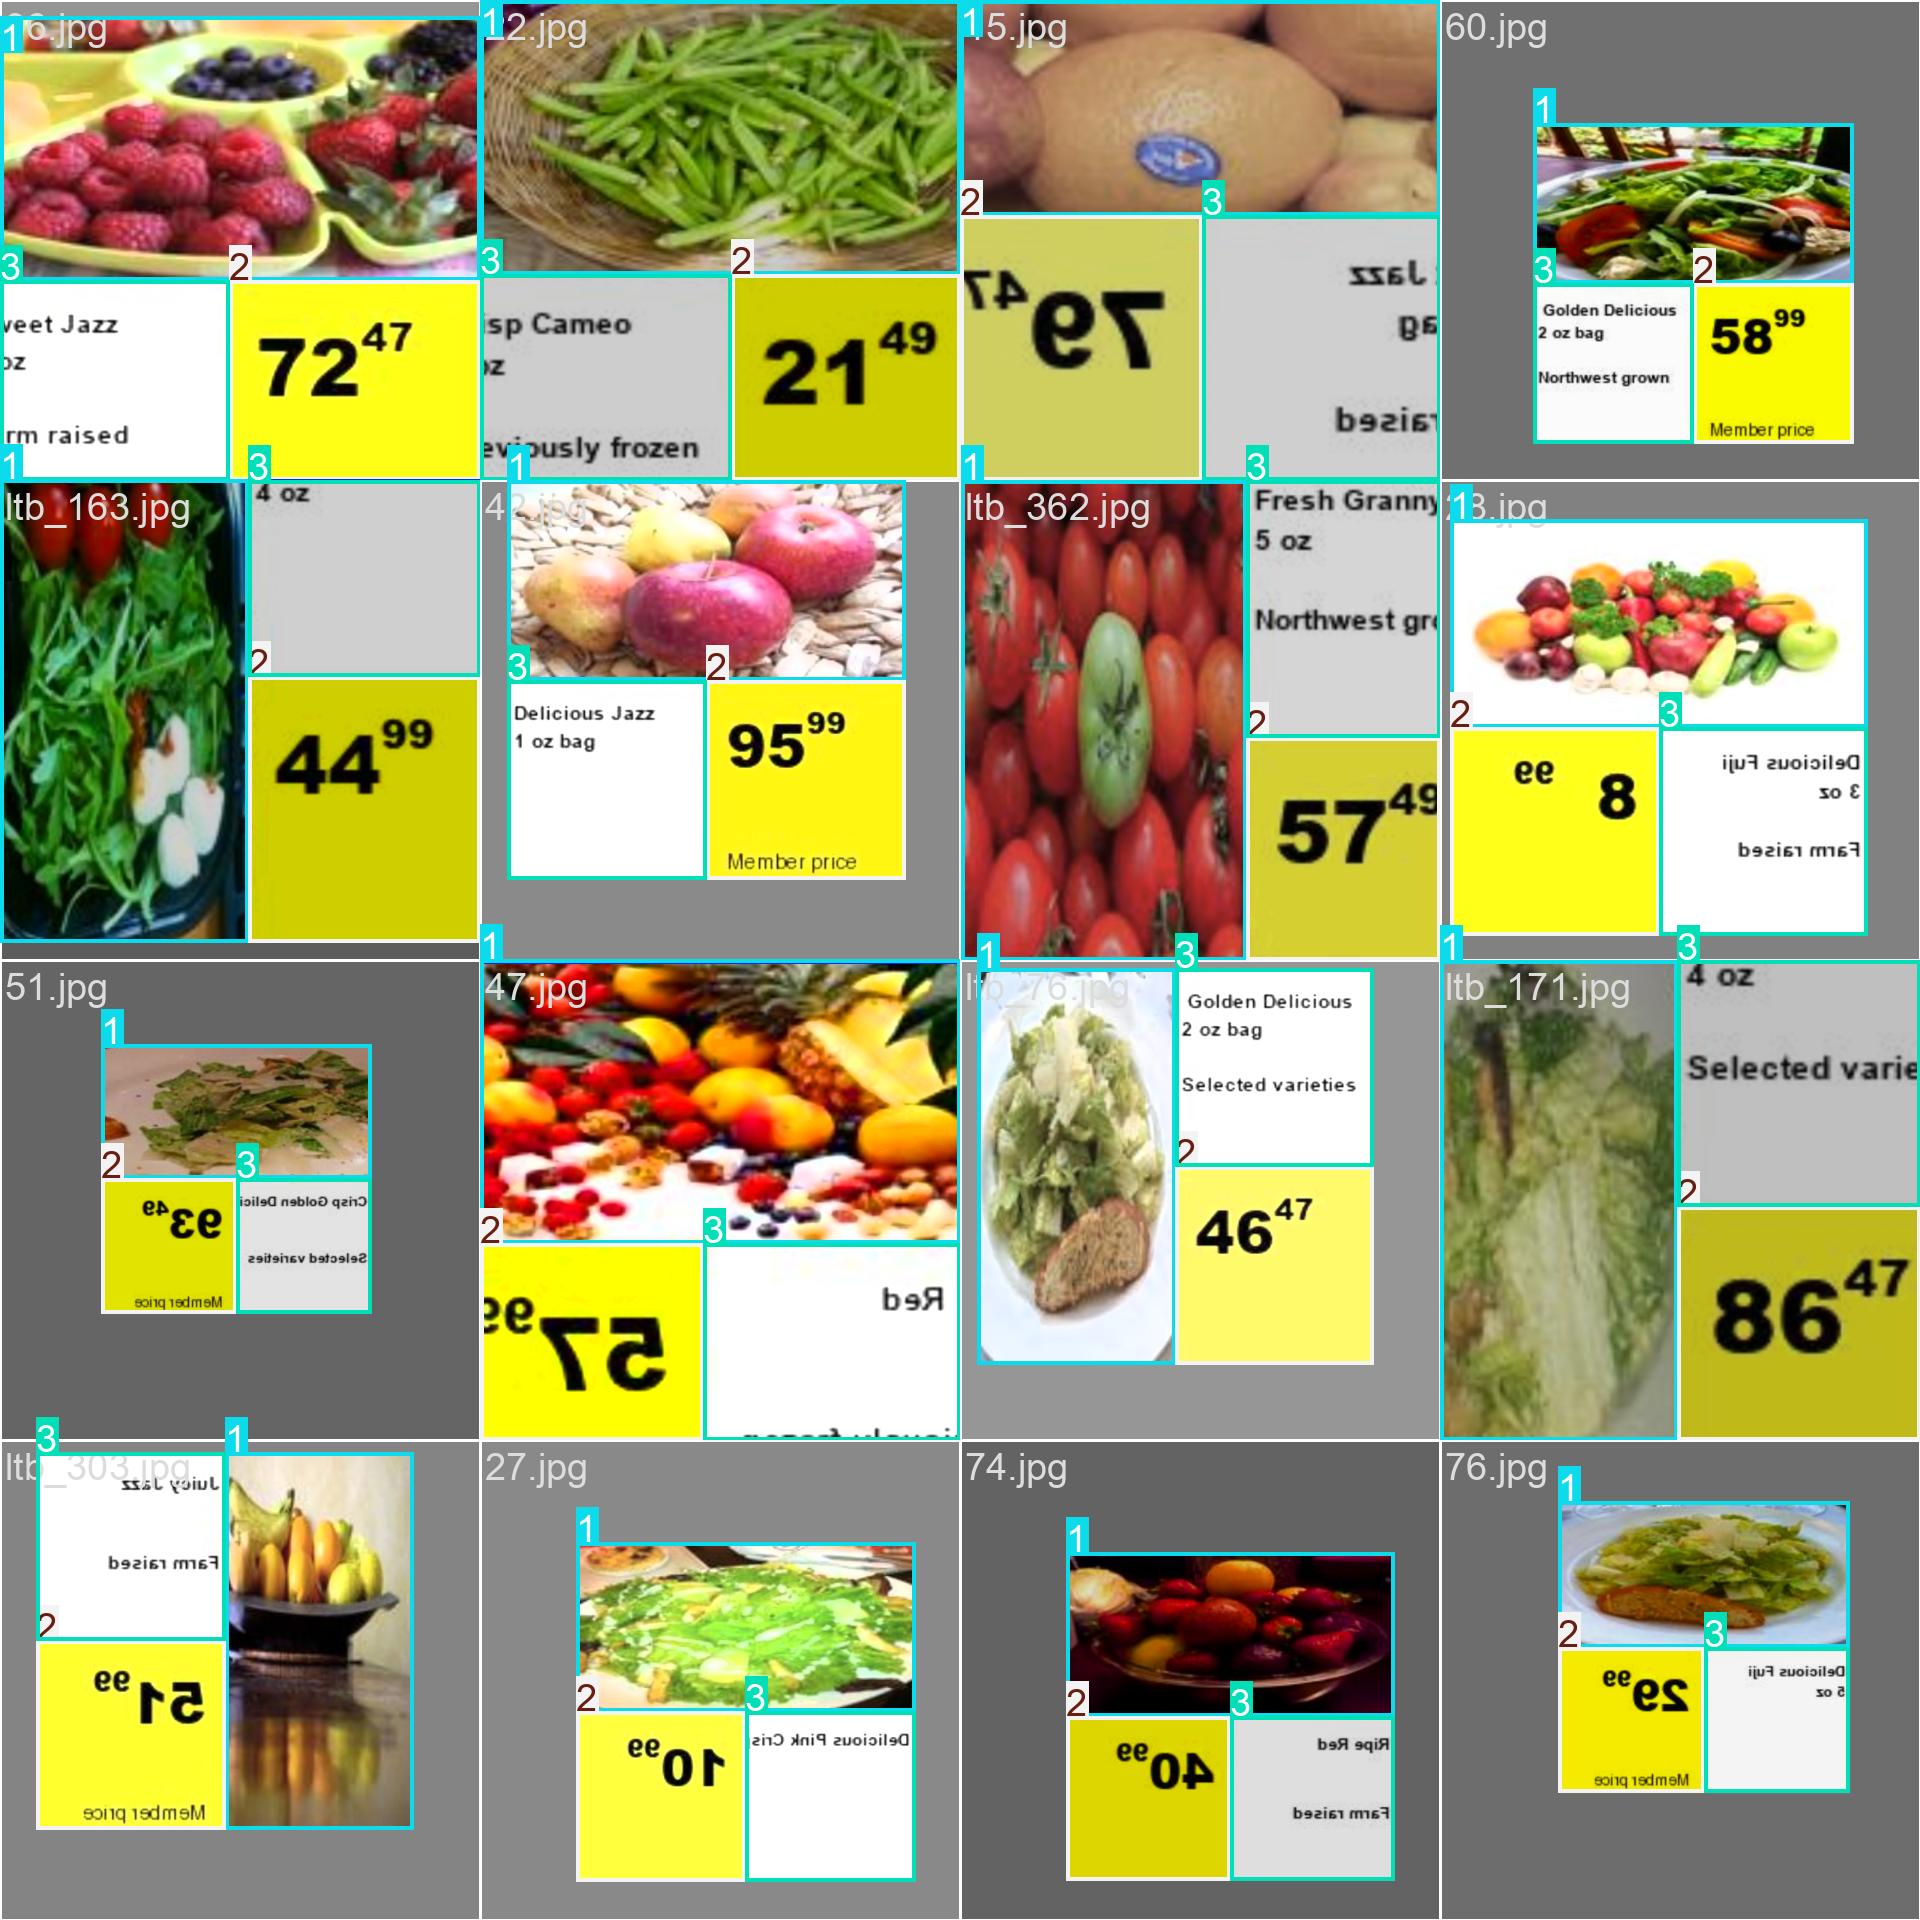 1
26.jpg
3
2
weet Jazz
oz
rm raised
72 47
1
22.jpg
3
2
isp Cameo
oz
eviously frozen
21 49
1
15.jpg
2
3
79 47
Jazz
ag
raised
60.jpg
1
3
2
Golden Delicious
2 oz bag
Northwest grown
58 99
Member price
1
ltb_163.jpg
3
4 oz
2
44 99
1
42.jpg
3
2
Delicious Jazz
1 oz bag
95 99
Member price
1
ltb_362.jpg
3
Fresh Granny
5 oz
Northwest gro
2
57 49
1
23.jpg
2
3
8 99
Delicious Fuji
3 oz
Farm raised
51.jpg
1
2
3
93 49
Member price
Crisp Golden Delici
Selected varieties
1
47.jpg
2
3
57 99
Red
iously frozen
1
ltb_76.jpg
3
Golden Delicious
2 oz bag
Selected varieties
2
46 47
1
ltb_171.jpg
3
4 oz
Selected varie
2
86 47
3
1
ltb_303.jpg
Juicy Jazz
Farm raised
2
51 99
Member price
27.jpg
1
2
3
10 99
Delicious Pink Cris
74.jpg
1
2
3
40 99
Ripe Red
Farm raised
76.jpg
1
2
3
29 99
Member price
Delicious Fuji
5 oz